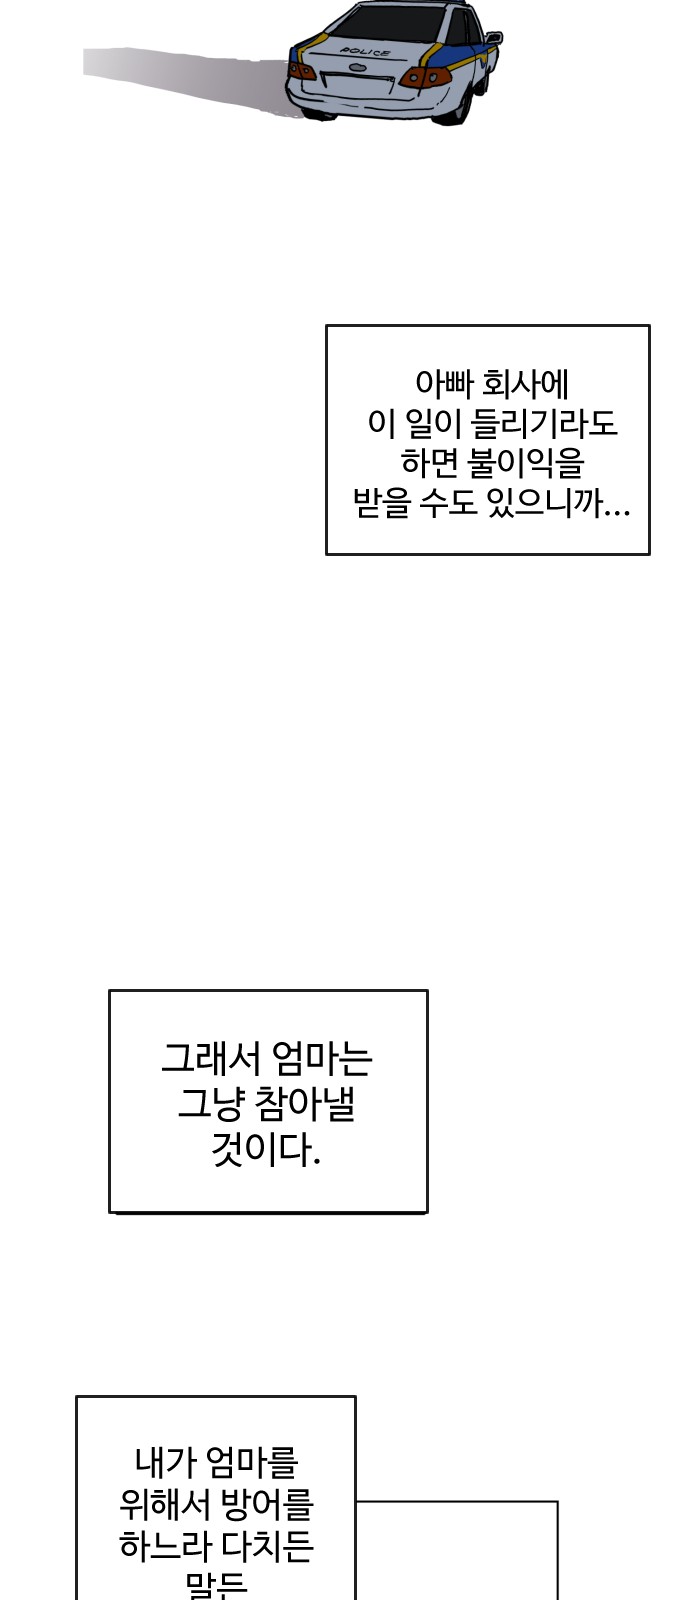 POLICE
아빠 회사에
이 일이 들리기라도
하면 불이익을
받을 수도 있으니까...
그래서 엄마는
그냥 참아낼
것이다.
내가 엄마를
위해서 방어를
하느라 다치든
말든